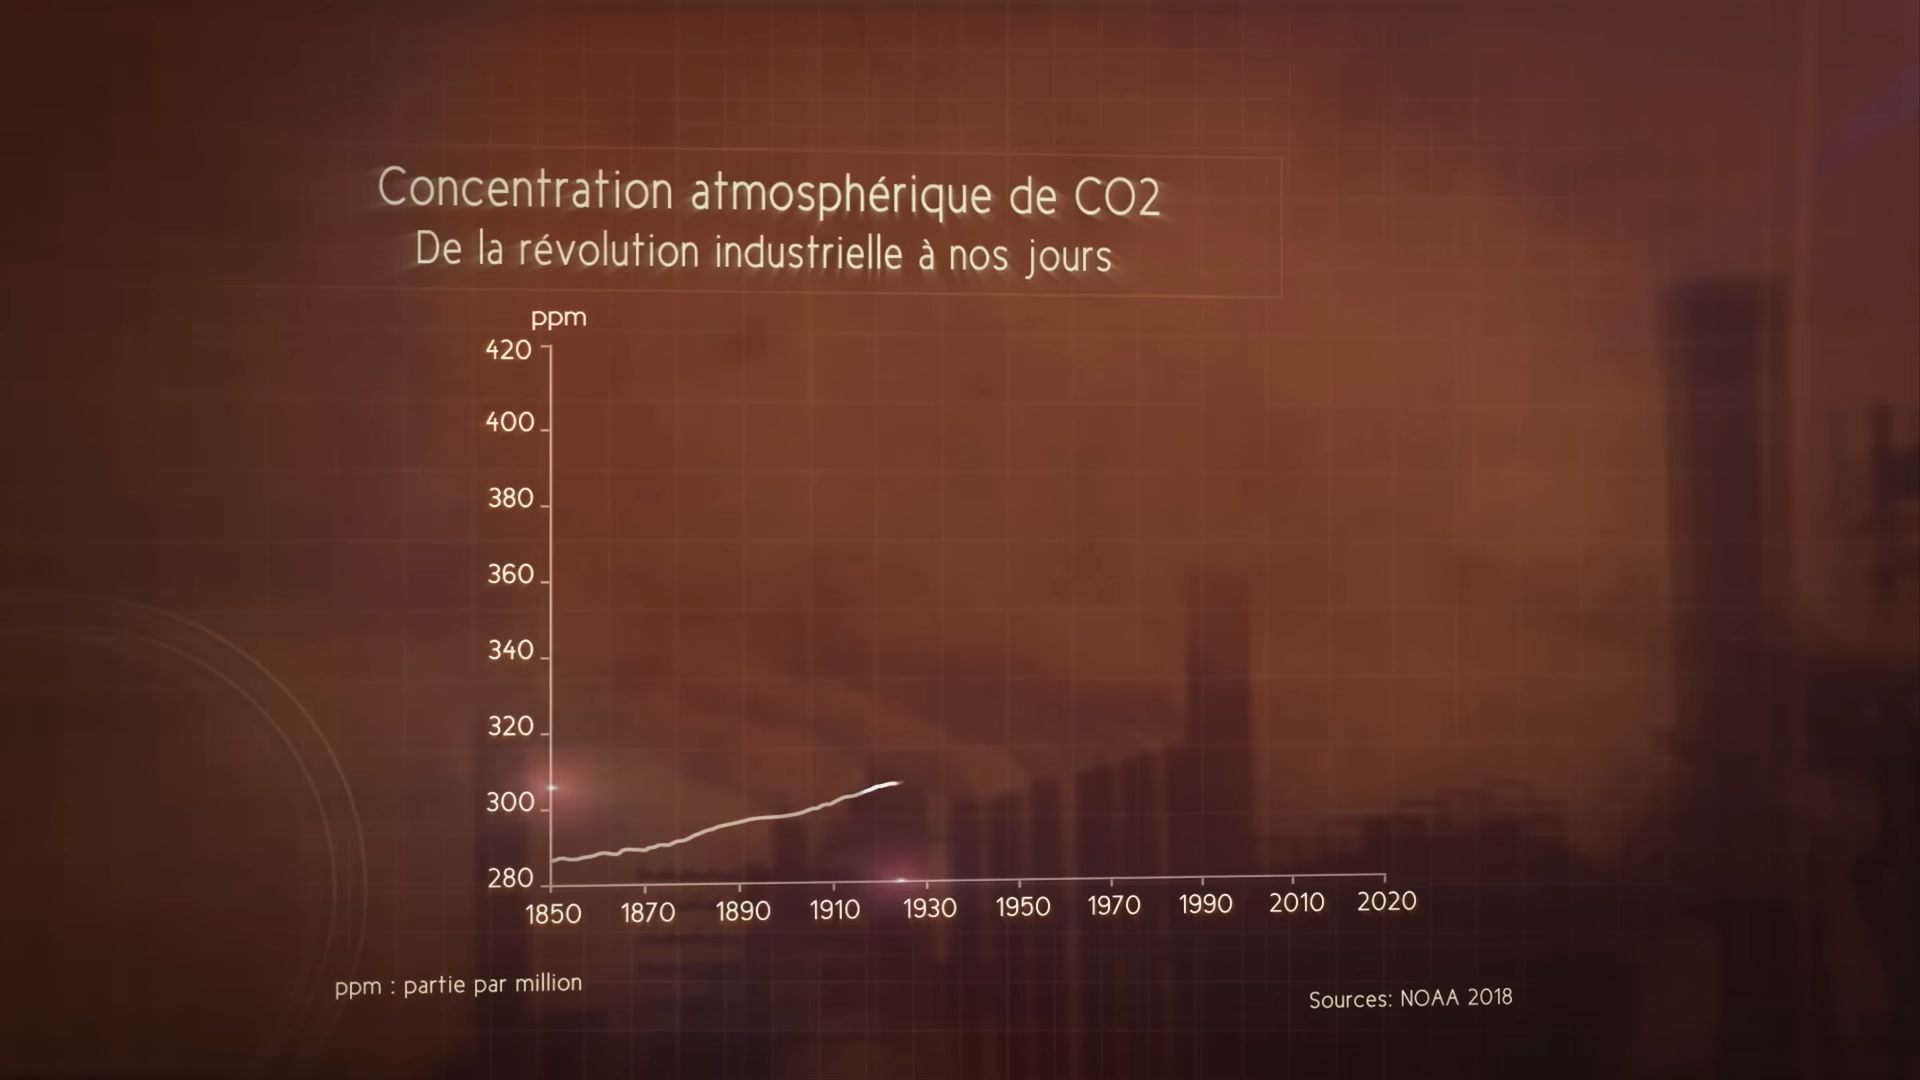 Concentration atmosphérique de CO2
De la révolution industrielle à nos jours
ppm
420
400
380
360
340
320
300
280
1850 1870 1890 1910 1930 1950 1970 1990 2010 2020
ppm : partie par million
Sources: NOAA 2018